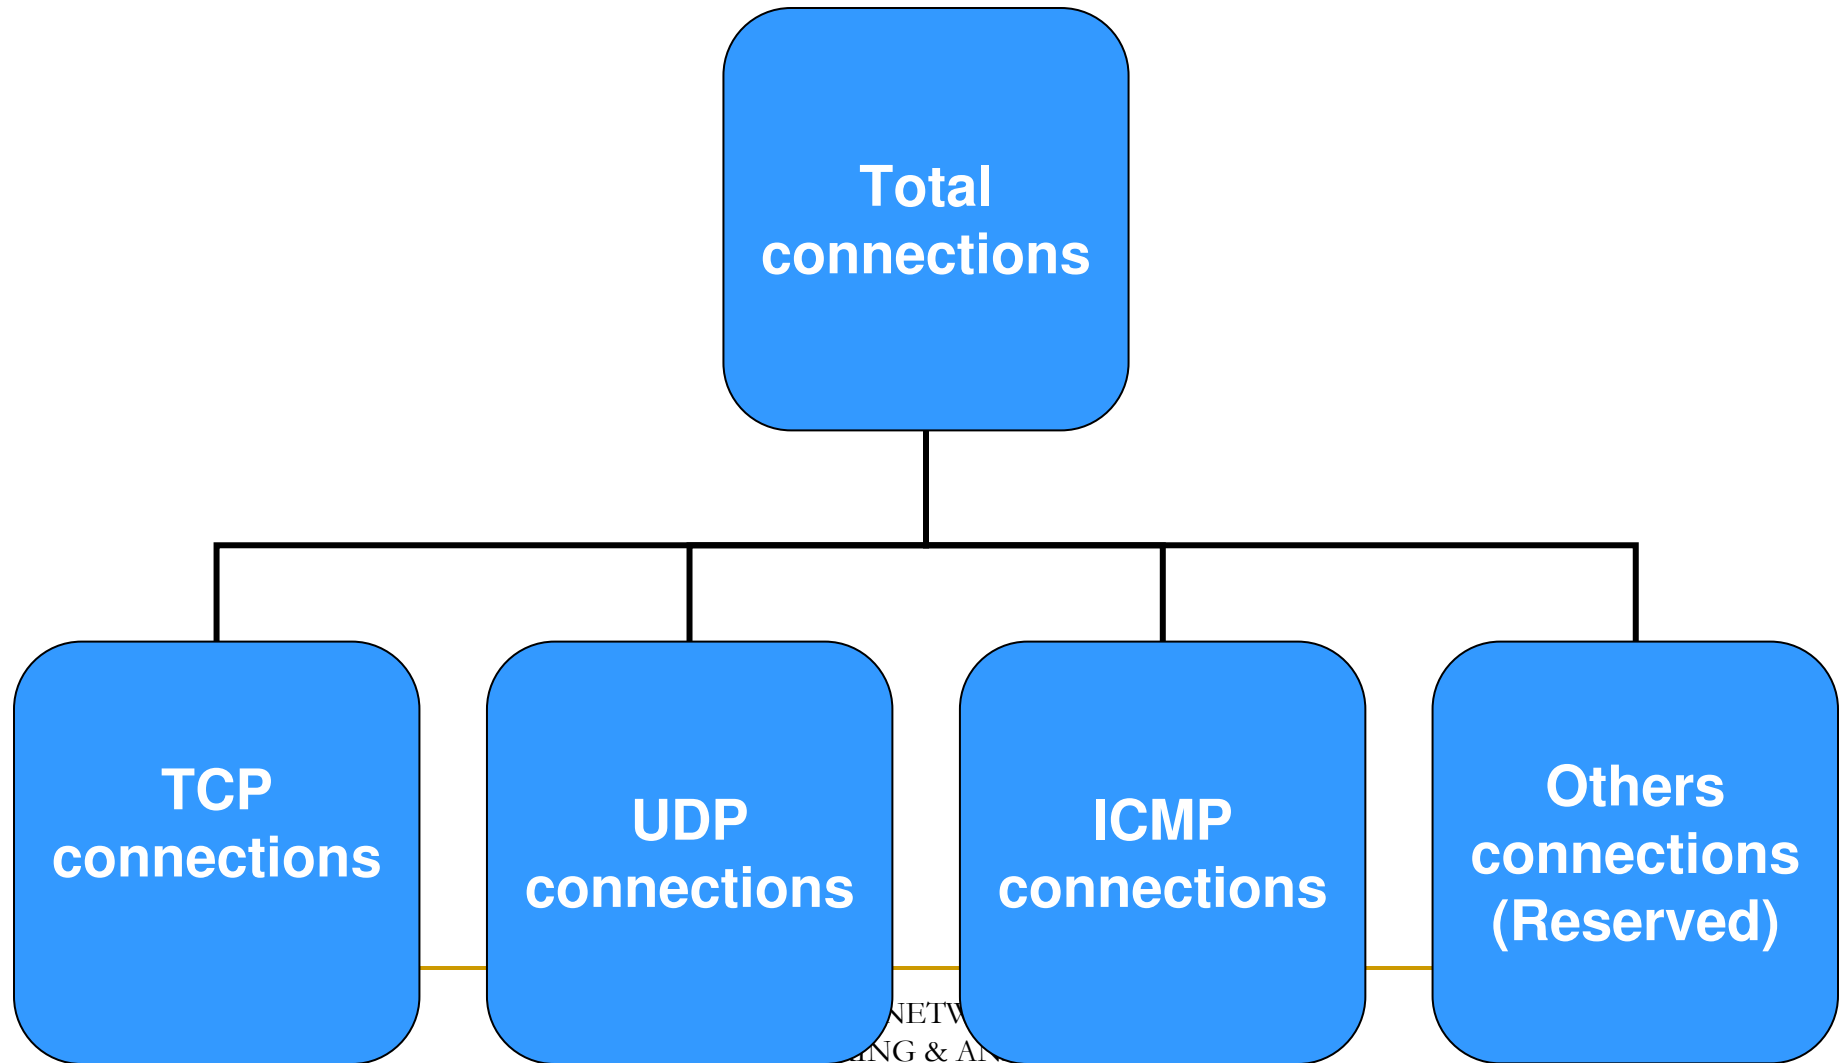 Total
connections
TCP
connections
UDP
connections
ICMP
connections
Others
connections
(Reserved)
&